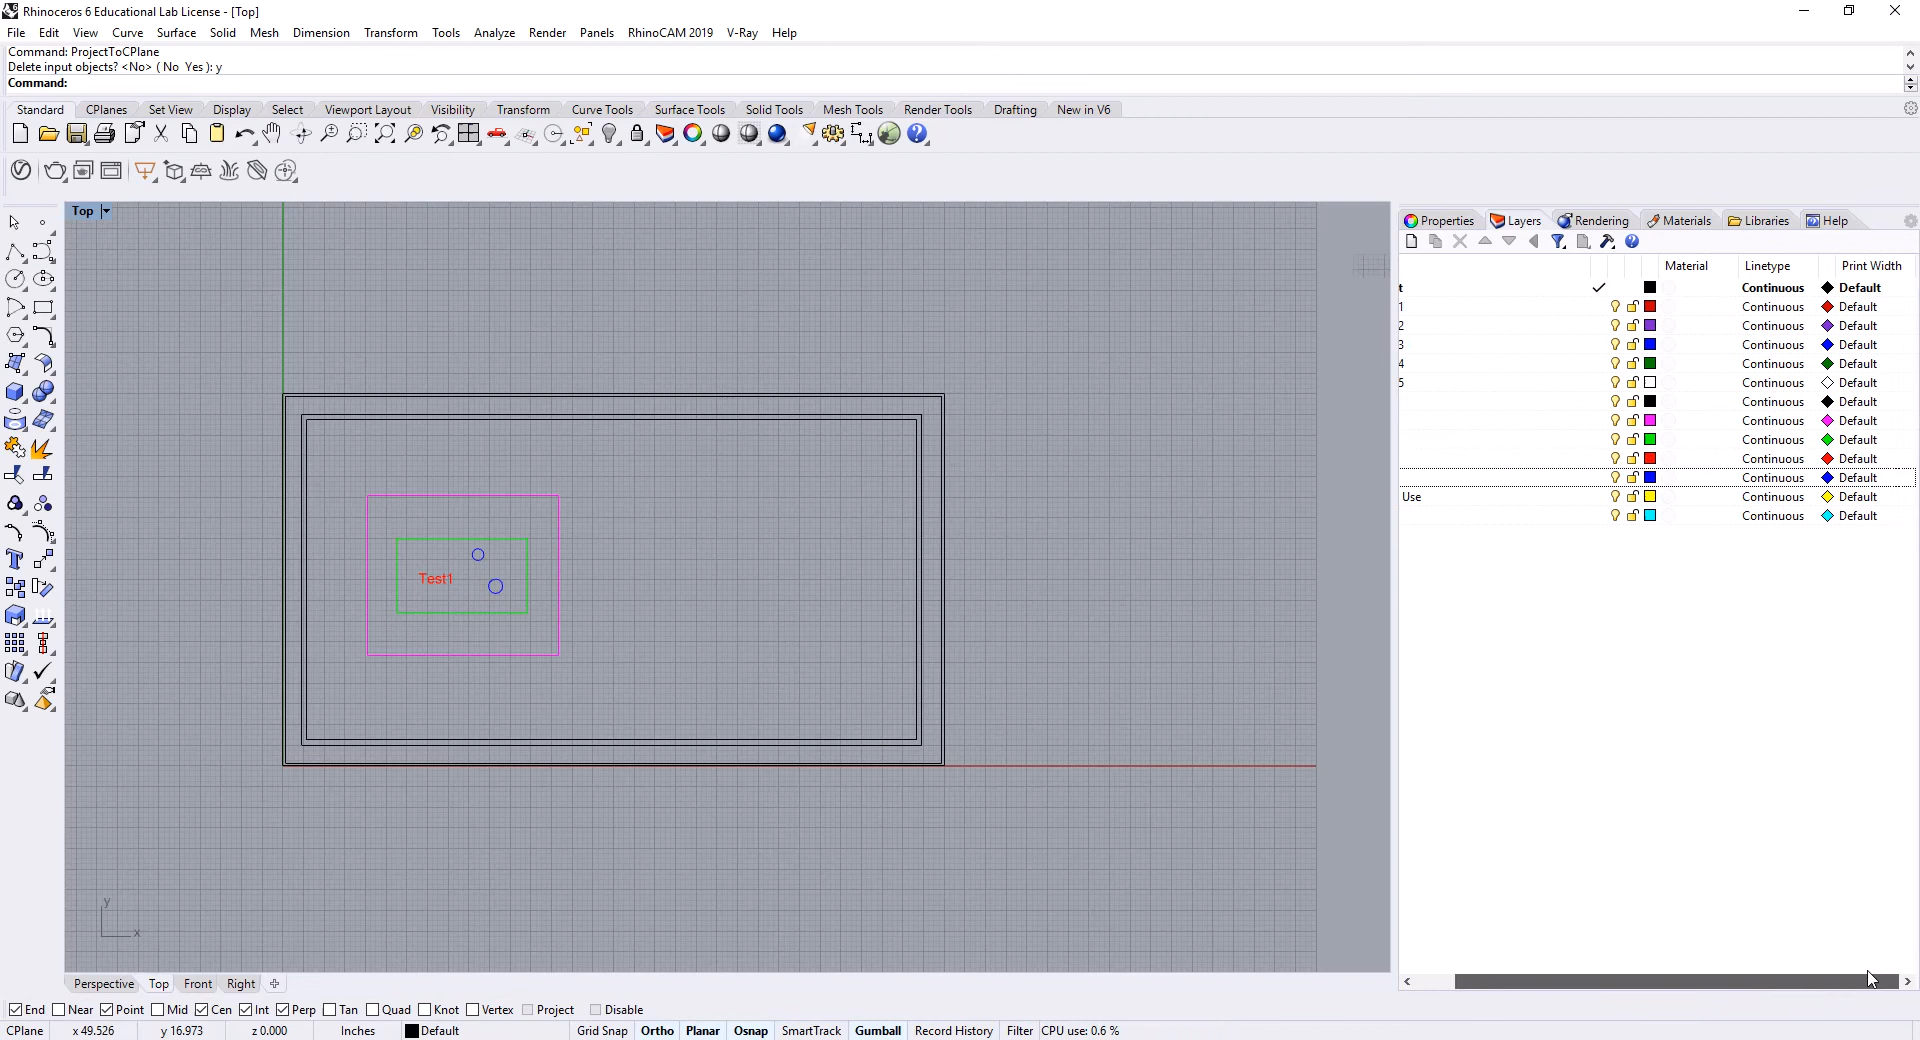 Rhinoceros 6 Educational Lab License - [Top]
File Edit View Curve Surface Solid Mesh Dimension Transform Tools Analyze Render Panels RhinoCAM 2019 V-Ray Help
Command: ProjectToCPlane
Delete input objects? <No> ( No Yes ): y
Command:
Standard CPlanes Set View Display Select Viewport Layout Visibility Transform Curve Tools Surface Tools Solid Tools Mesh Tools Render Tools Drafting New in V6
Top
Properties Layers Rendering Materials Libraries Help
Material Linetype Print Width
t Continuous Default
1 Continuous Default
2 Continuous Default
3 Continuous Default
4 Continuous Default
5 Continuous Default
Continuous Default
Continuous Default
Continuous Default
Continuous Default
Continuous Default
Use Continuous Default
Continuous Default
Test1
y
x
Perspective Top Front Right
End Near Point Mid Cen Int Perp Tan Quad Knot Vertex Project Disable
CPlane x 49.526 y 16.973 z 0.000 Inches Default Grid Snap Ortho Planar Osnap SmartTrack Gumball Record History Filter CPU use: 0.6 %